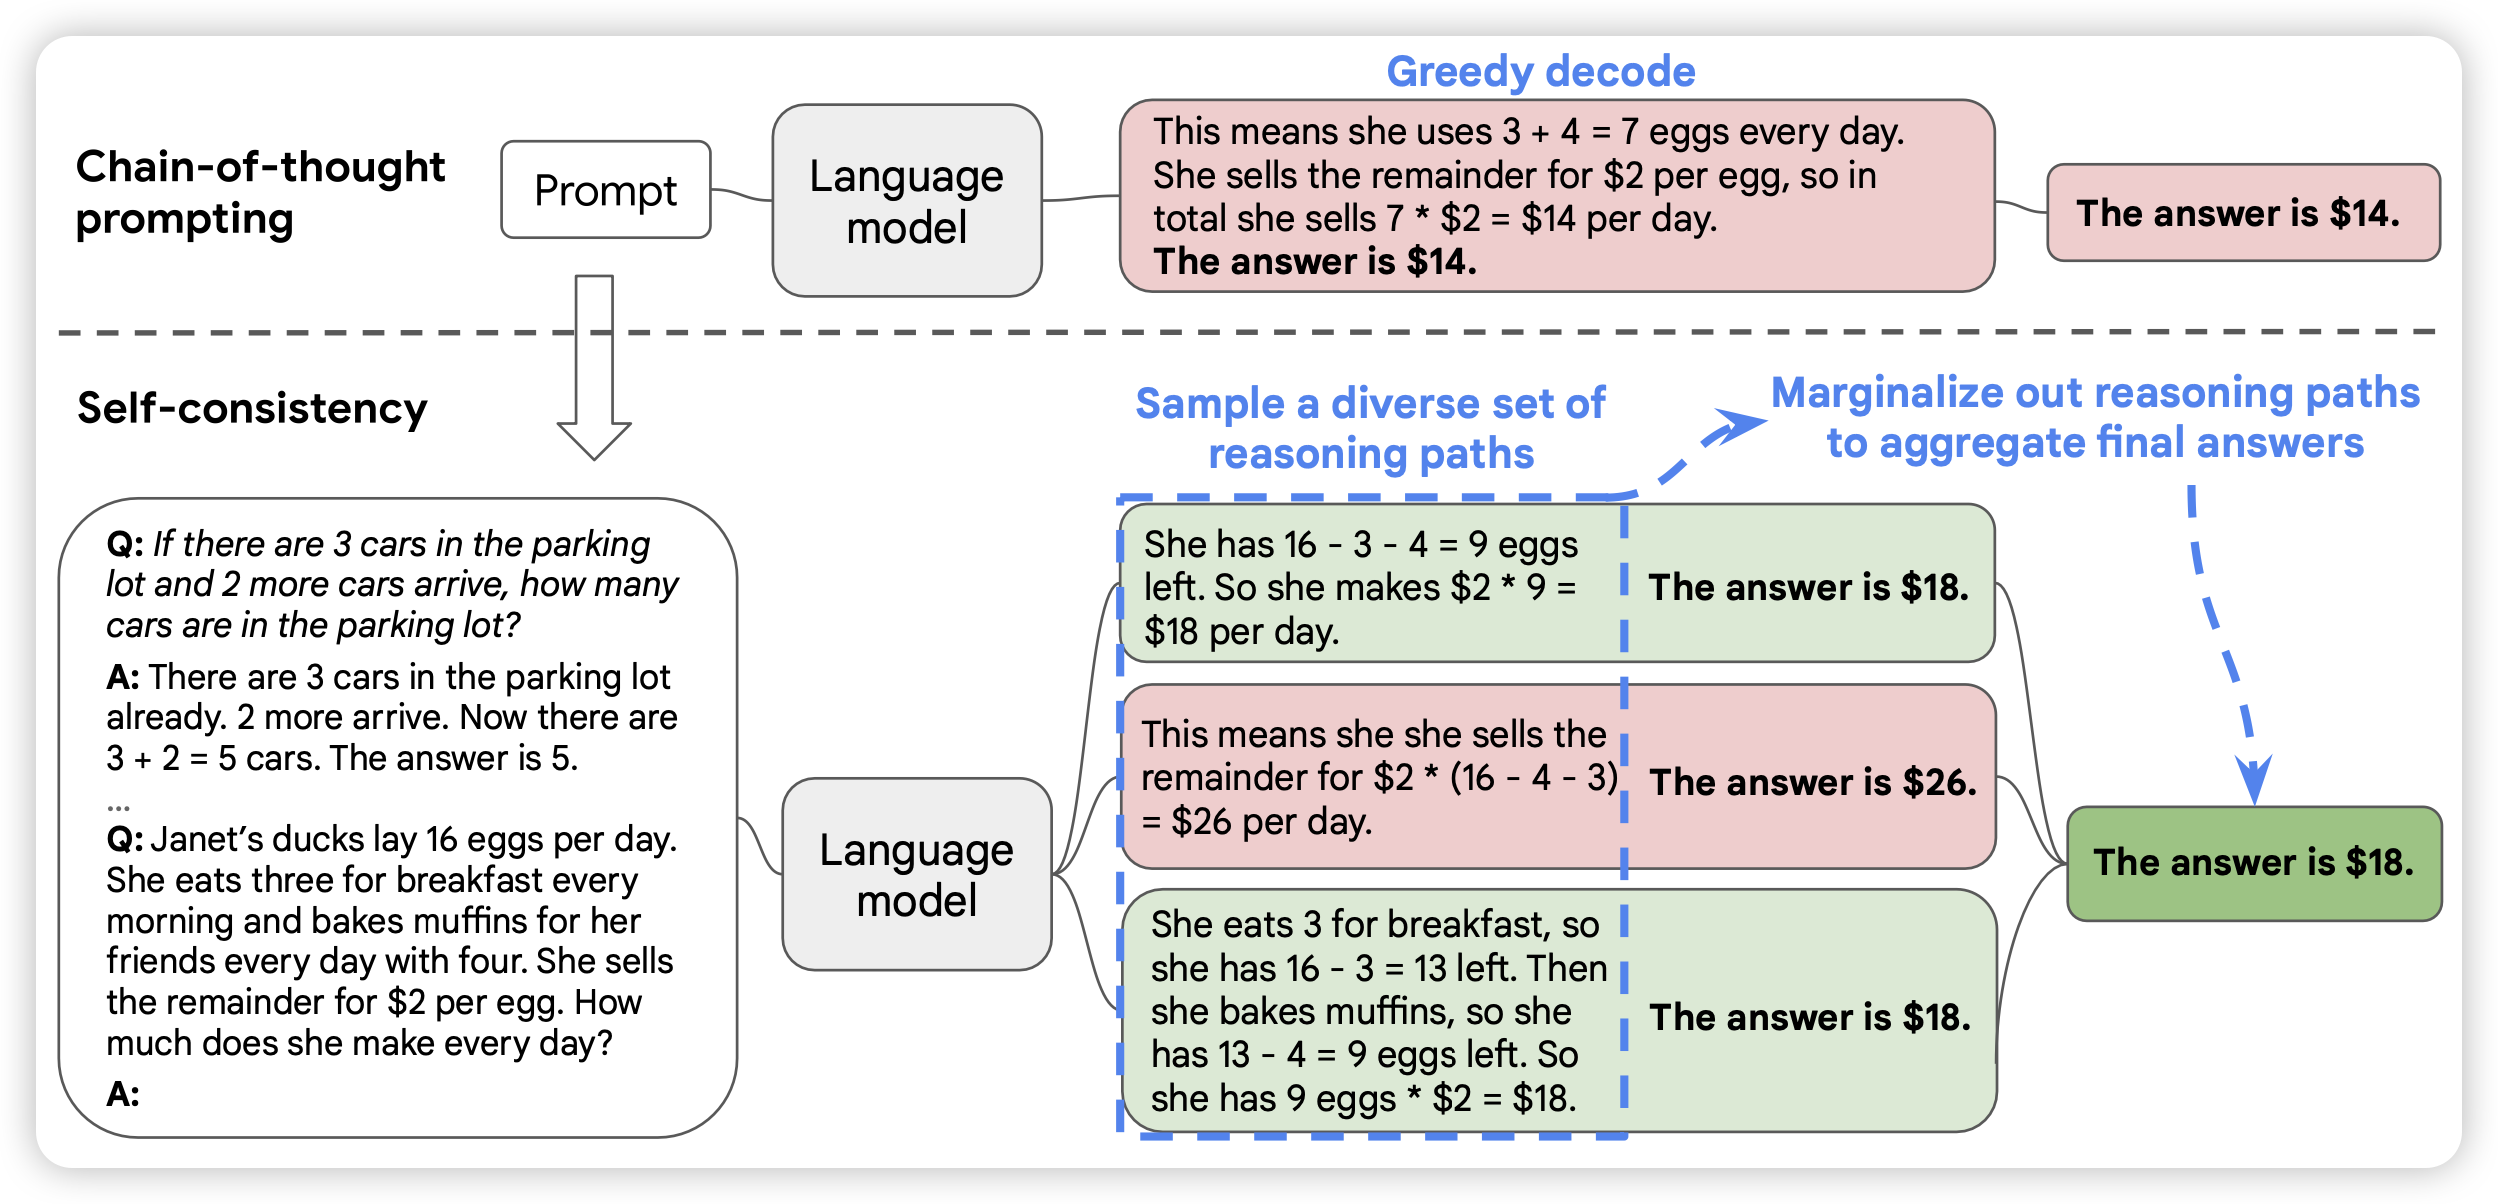 Greedy decode
Chain-of-thought
prompting
Prompt
Language
model
This means she uses 3 + 4 = 7 eggs every day.
She sells the remainder for $2 per egg, so in
total she sells 7 * $2 = $14 per day.
The answer is $14.
The answer is $14.
Self-consistency
Sample a diverse set of
reasoning paths
Marginalize out reasoning paths
to aggregate final answers
Q: If there are 3 cars in the parking
lot and 2 more cars arrive, how many
cars are in the parking lot?
A: There are 3 cars in the parking lot
already. 2 more arrive. Now there are
3 + 2 = 5 cars. The answer is 5.
...
Q: Janet’s ducks lay 16 eggs per day.
She eats three for breakfast every
morning and bakes muffins for her
friends every day with four. She sells
the remainder for $2 per egg. How
much does she make every day?
A:
Language
model
She has 16 - 3 - 4 = 9 eggs
left. So she makes $2 * 9 =
$18 per day.
The answer is $18.
This means she she sells the
remainder for $2 * (16 - 4 - 3)
= $26 per day.
The answer is $26.
She eats 3 for breakfast, so
she has 16 - 3 = 13 left. Then
she bakes muffins, so she
has 13 - 4 = 9 eggs left. So
she has 9 eggs * $2 = $18.
The answer is $18.
The answer is $18.